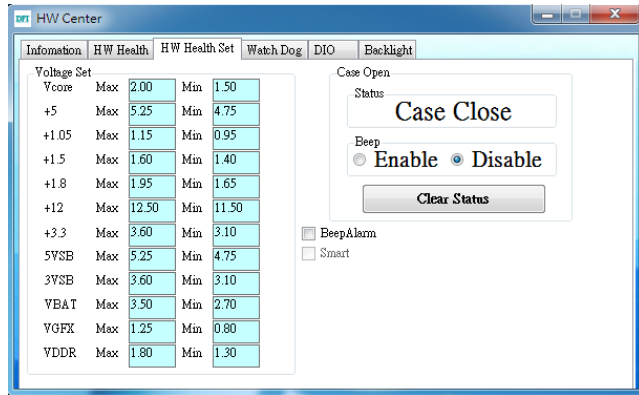 DFI HW Center
Infomation HW Health HW Health Set Watch Dog DIO Backlight
Voltage Set
Vcore Max 2.00 Min 1.50
+5 Max 5.25 Min 4.75
+1.05 Max 1.15 Min 0.95
+1.5 Max 1.60 Min 1.40
+1.8 Max 1.95 Min 1.65
+12 Max 12.50 Min 11.50
+3.3 Max 3.60 Min 3.10
5VSB Max 5.25 Min 4.75
3VSB Max 3.60 Min 3.10
VBAT Max 3.50 Min 2.70
VGFX Max 1.25 Min 0.80
VDDR Max 1.80 Min 1.30
Case Open
Status
Case Close
Beep
Enable Disable
Clear Status
BeepAlarm
Smart